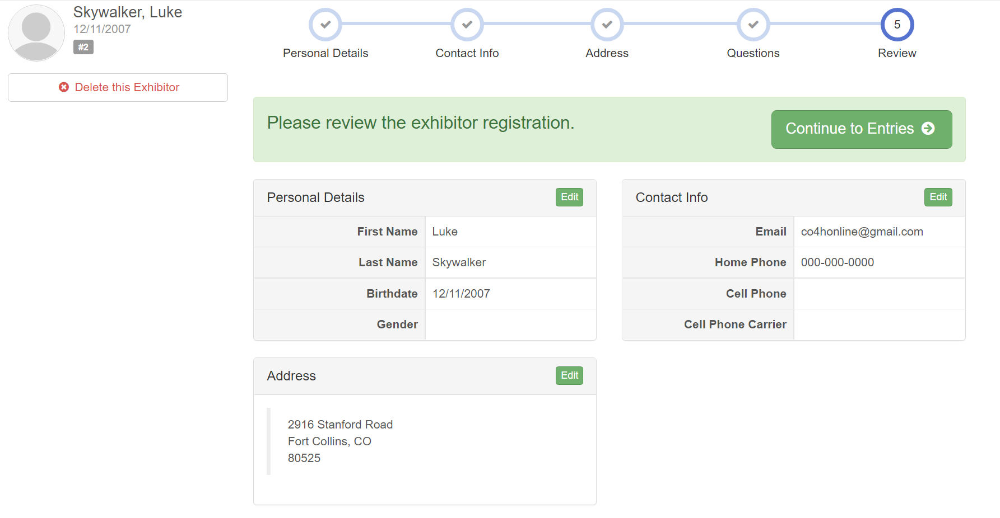 Skywalker, Luke
12/11/2007
#2
Delete this Exhibitor
5
Personal Details
Contact Info
Address
Questions
Review
Please review the exhibitor registration.
Continue to Entries
Personal Details
Edit
First Name Luke
Last Name Skywalker
Birthdate 12/11/2007
Gender
Contact Info
Edit
Email co4honline@gmail.com
Home Phone 000-000-0000
Cell Phone
Cell Phone Carrier
Address
Edit
2916 Stanford Road
Fort Collins, CO
80525